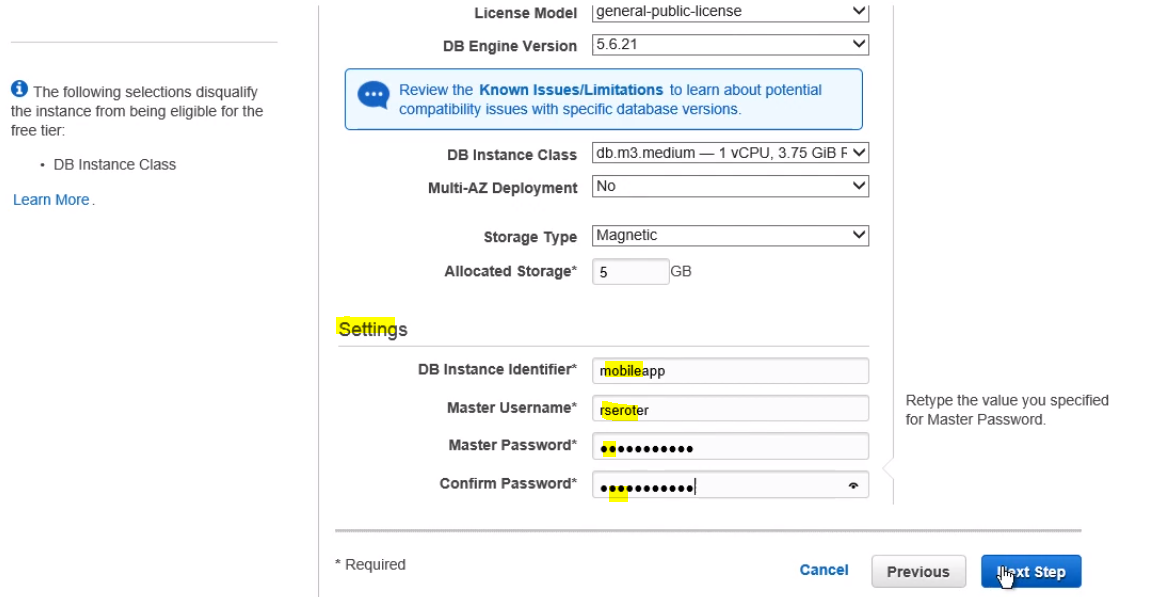 License Model general-public-license
DB Engine Version 5.6.21
The following selections disqualify
the instance from being eligible for the
free tier:
• DB Instance Class
Learn More.
Review the Known Issues/Limitations to learn about potential
compatibility issues with specific database versions.
DB Instance Class db.m3.medium — 1 vCPU, 3.75 GiB
Multi-AZ Deployment No
Storage Type Magnetic
Allocated Storage* 5 GB
Settings
DB Instance Identifier* mobileapp
Master Username* rseroter
Master Password* •••••••••••
Confirm Password* •••••••••••
Retype the value you specified
for Master Password.
* Required
Cancel Previous Next Step